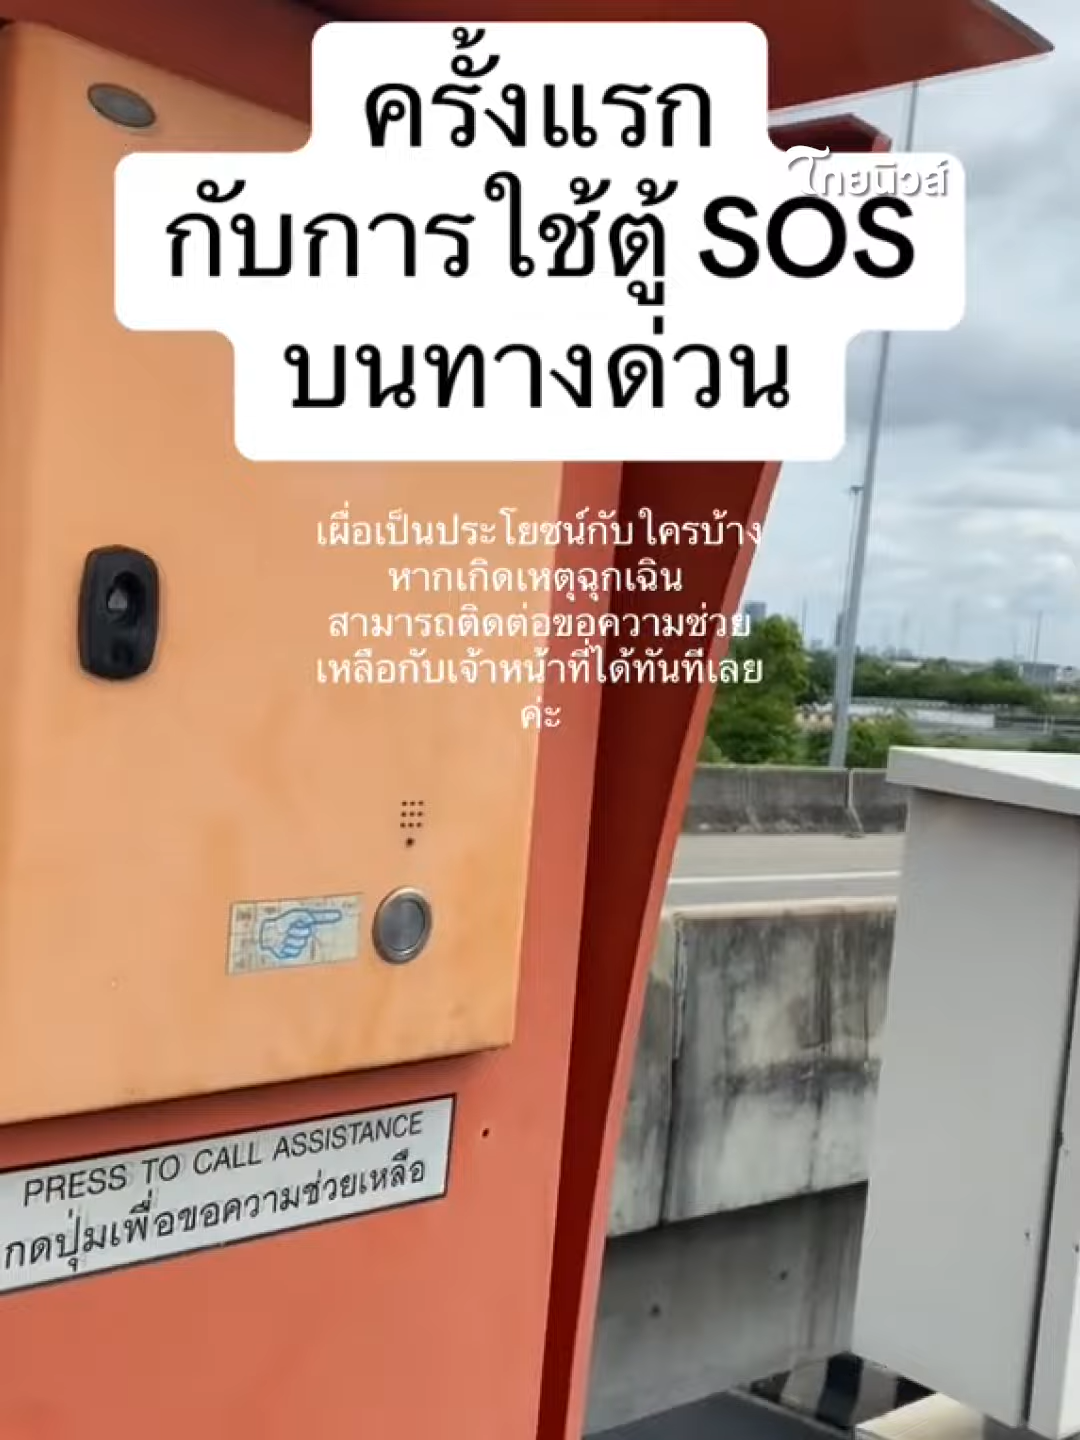 ครั้งแรก
ไทยนิวส์
กับการใช้ตู้ SOS
บนทางด่วน
เผื่อเป็นประโยชน์กับใครบ้าง
หากเกิดเหตุฉุกเฉิน
สามารถติดต่อขอความช่วย
เหลือกับเจ้าหน้าที่ได้ทันทีเลย
ค่ะ
PRESS TO CALL ASSISTANCE
กดปุ่มเพื่อขอความช่วยเหลือ